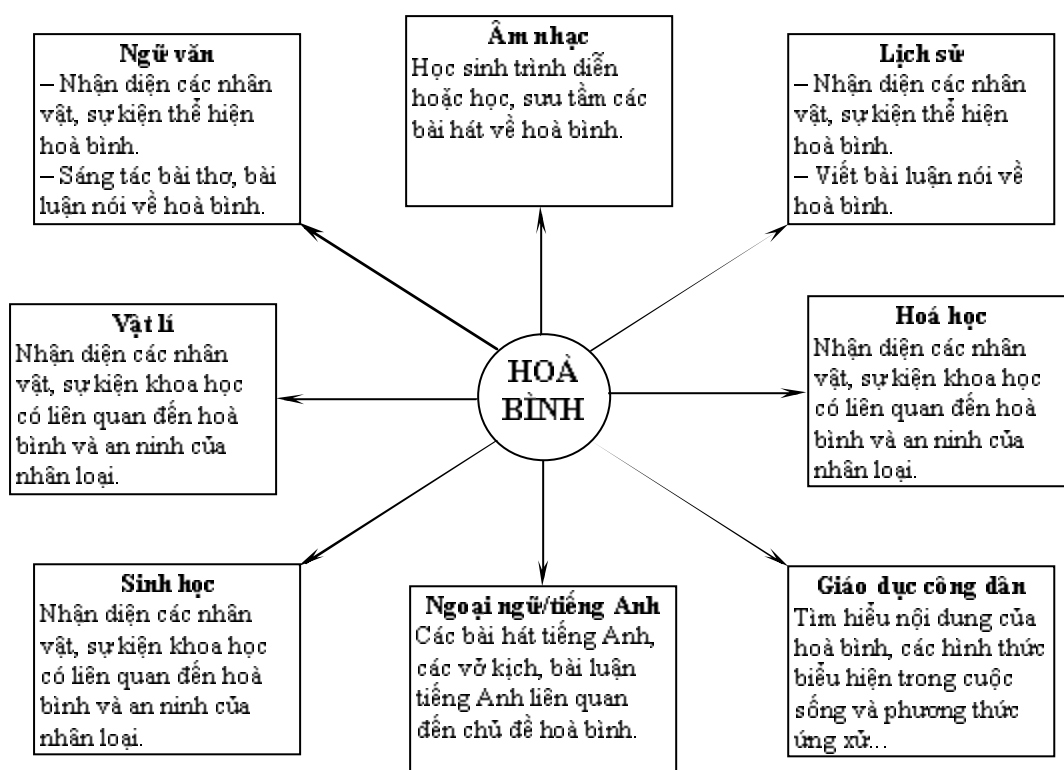 Ngữ văn
– Nhận diện các nhân
vật, sự kiện thể hiện
hoà bình.
– Sáng tác bài thơ, bài
luận nói về hoà bình.
Âm nhạc
Học sinh trình diễn
hoặc học, sưu tầm các
bài hát về hoà bình.
Lịch sử
– Nhận diện các nhân
vật, sự kiện thể hiện
hoà bình.
– Viết bài luận nói về
hoà bình.
Vật lí
Nhận diện các nhân
vật, sự kiện khoa học
có liên quan đến hoà
bình và an ninh của
nhân loại.
HOÀ
BÌNH
Hoá học
Nhận diện các nhân
vật, sự kiện khoa học
có liên quan đến hoà
bình và an ninh của
nhân loại.
Sinh học
Nhận diện các nhân
vật, sự kiện khoa học
có liên quan đến hoà
bình và an ninh của
nhân loại.
Ngoại ngữ/tiếng Anh
Các bài hát tiếng Anh,
các vở kịch, bài luận
tiếng Anh liên quan
đến chủ đề hoà bình.
Giáo dục công dân
Tìm hiểu nội dung của
hoà bình, các hình thức
biểu hiện trong cuộc
sống và phương thức
ứng xử...